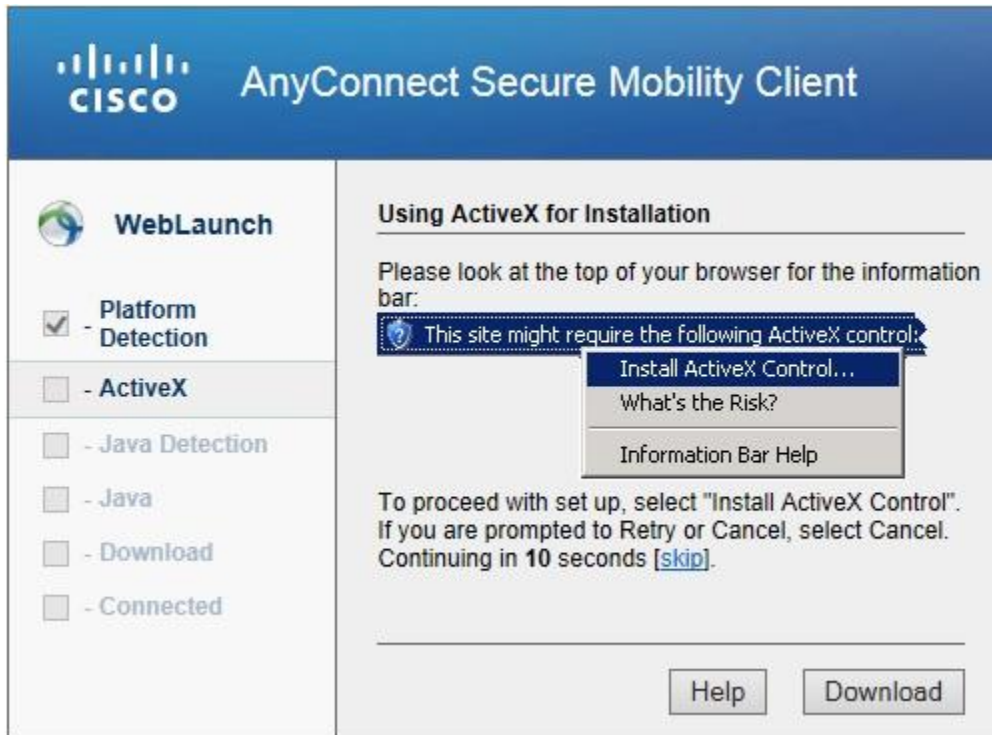 CISCO
AnyConnect Secure Mobility Client
WebLaunch
- Platform
Detection
- ActiveX
- Java Detection
- Java
- Download
- Connected
Using ActiveX for Installation
Please look at the top of your browser for the information
bar:
This site might require the following ActiveX control:
Install ActiveX Control...
What's the Risk?
Information Bar Help
To proceed with set up, select "Install ActiveX Control".
If you are prompted to Retry or Cancel, select Cancel.
Continuing in 10 seconds [skip].
Help
Download